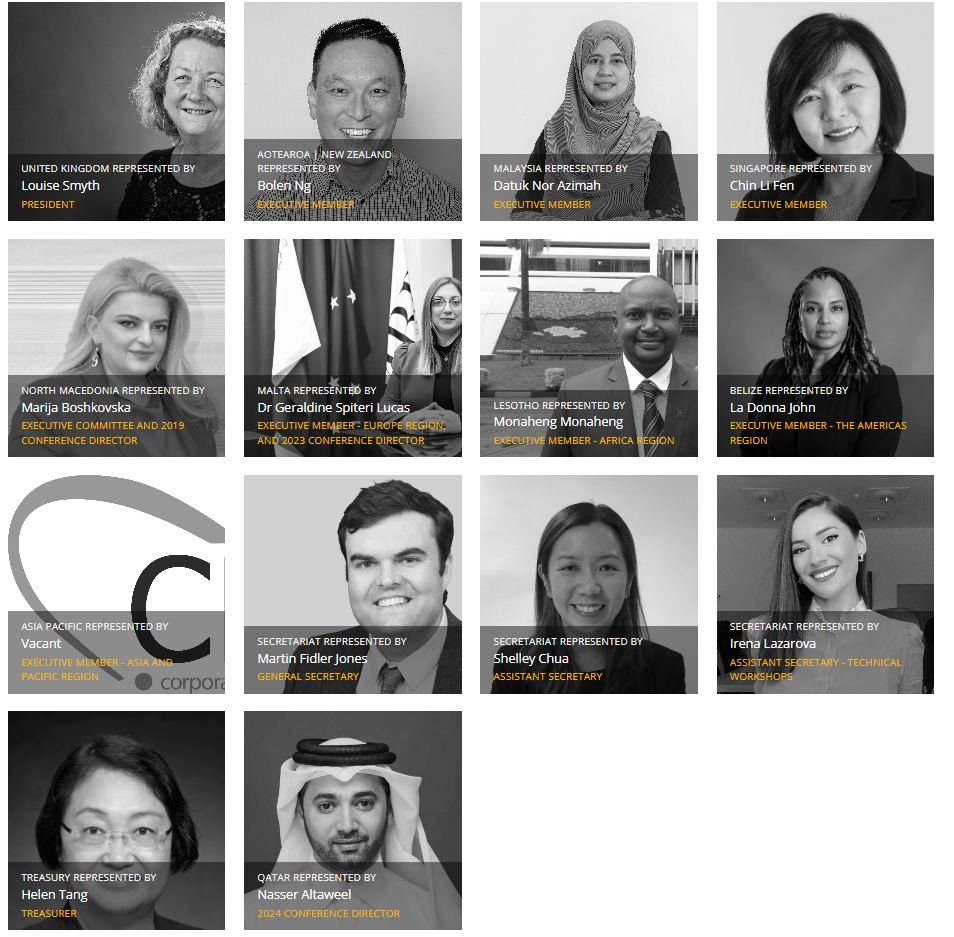 UNITED KINGDOM REPRESENTED BY
Louise Smyth
PRESIDENT
AOTEAROA | NEW ZEALAND
REPRESENTED BY
Bolen Ng
EXECUTIVE MEMBER
MALAYSIA REPRESENTED BY
Datuk Nor Azimah
EXECUTIVE MEMBER
SINGAPORE REPRESENTED BY
Chin Li Fen
EXECUTIVE MEMBER
NORTH MACEDONIA REPRESENTED BY
Marija Boshkovska
EXECUTIVE COMMITTEE AND 2019
CONFERENCE DIRECTOR
MALTA REPRESENTED BY
Dr Geraldine Spiteri Lucas
EXECUTIVE MEMBER - EUROPE REGION,
AND 2023 CONFERENCE DIRECTOR
LESOTHO REPRESENTED BY
Monaheng Monaheng
EXECUTIVE MEMBER - AFRICA REGION
BELIZE REPRESENTED BY
La Donna John
EXECUTIVE MEMBER - THE AMERICAS
REGION
C
ASIA PACIFIC REPRESENTED BY
Vacant
EXECUTIVE MEMBER - ASIA AND
PACIFIC REGION
corpora
SECRETARIAT REPRESENTED BY
Martin Fidler Jones
GENERAL SECRETARY
SECRETARIAT REPRESENTED BY
Shelley Chua
ASSISTANT SECRETARY
SECRETARIAT REPRESENTED BY
Irena Lazarova
ASSISTANT SECRETARY - TECHNICAL
WORKSHOPS
TREASURY REPRESENTED BY
Helen Tang
TREASURER
QATAR REPRESENTED BY
Nasser Altaweel
2024 CONFERENCE DIRECTOR